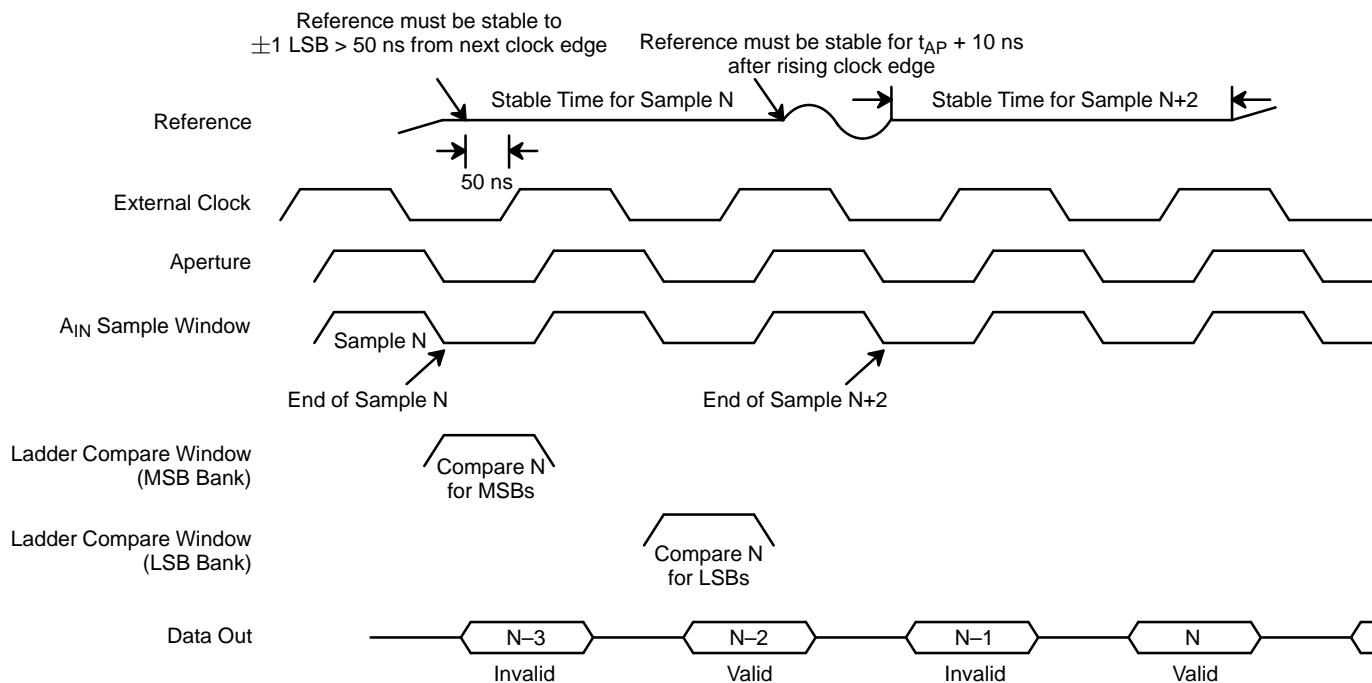 Reference must be stable to
±1 LSB > 50 ns from next clock edge
Reference must be stable for tAP + 10 ns
after rising clock edge
Reference
Stable Time for Sample N
Stable Time for Sample N+2
50 ns
External Clock
Aperture
AIN Sample Window
Sample N
End of Sample N
End of Sample N+2
Ladder Compare Window
(MSB Bank)
Compare N
for MSBs
Ladder Compare Window
(LSB Bank)
Compare N
for LSBs
Data Out
N–3
N–2
N–1
N
Invalid
Valid
Invalid
Valid